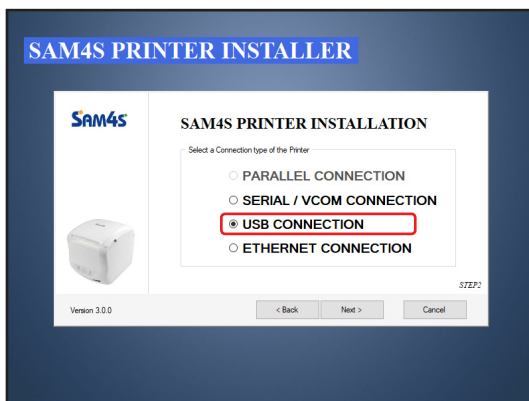 SAM4S PRINTER INSTALLER
SAM4S
SAM4S PRINTER INSTALLATION
Select a Connection type of the Printer
PARALLEL CONNECTION
SERIAL / VCOM CONNECTION
USB CONNECTION
ETHERNET CONNECTION
STEP2
Version 3.0.0
< Back
Next >
Cancel